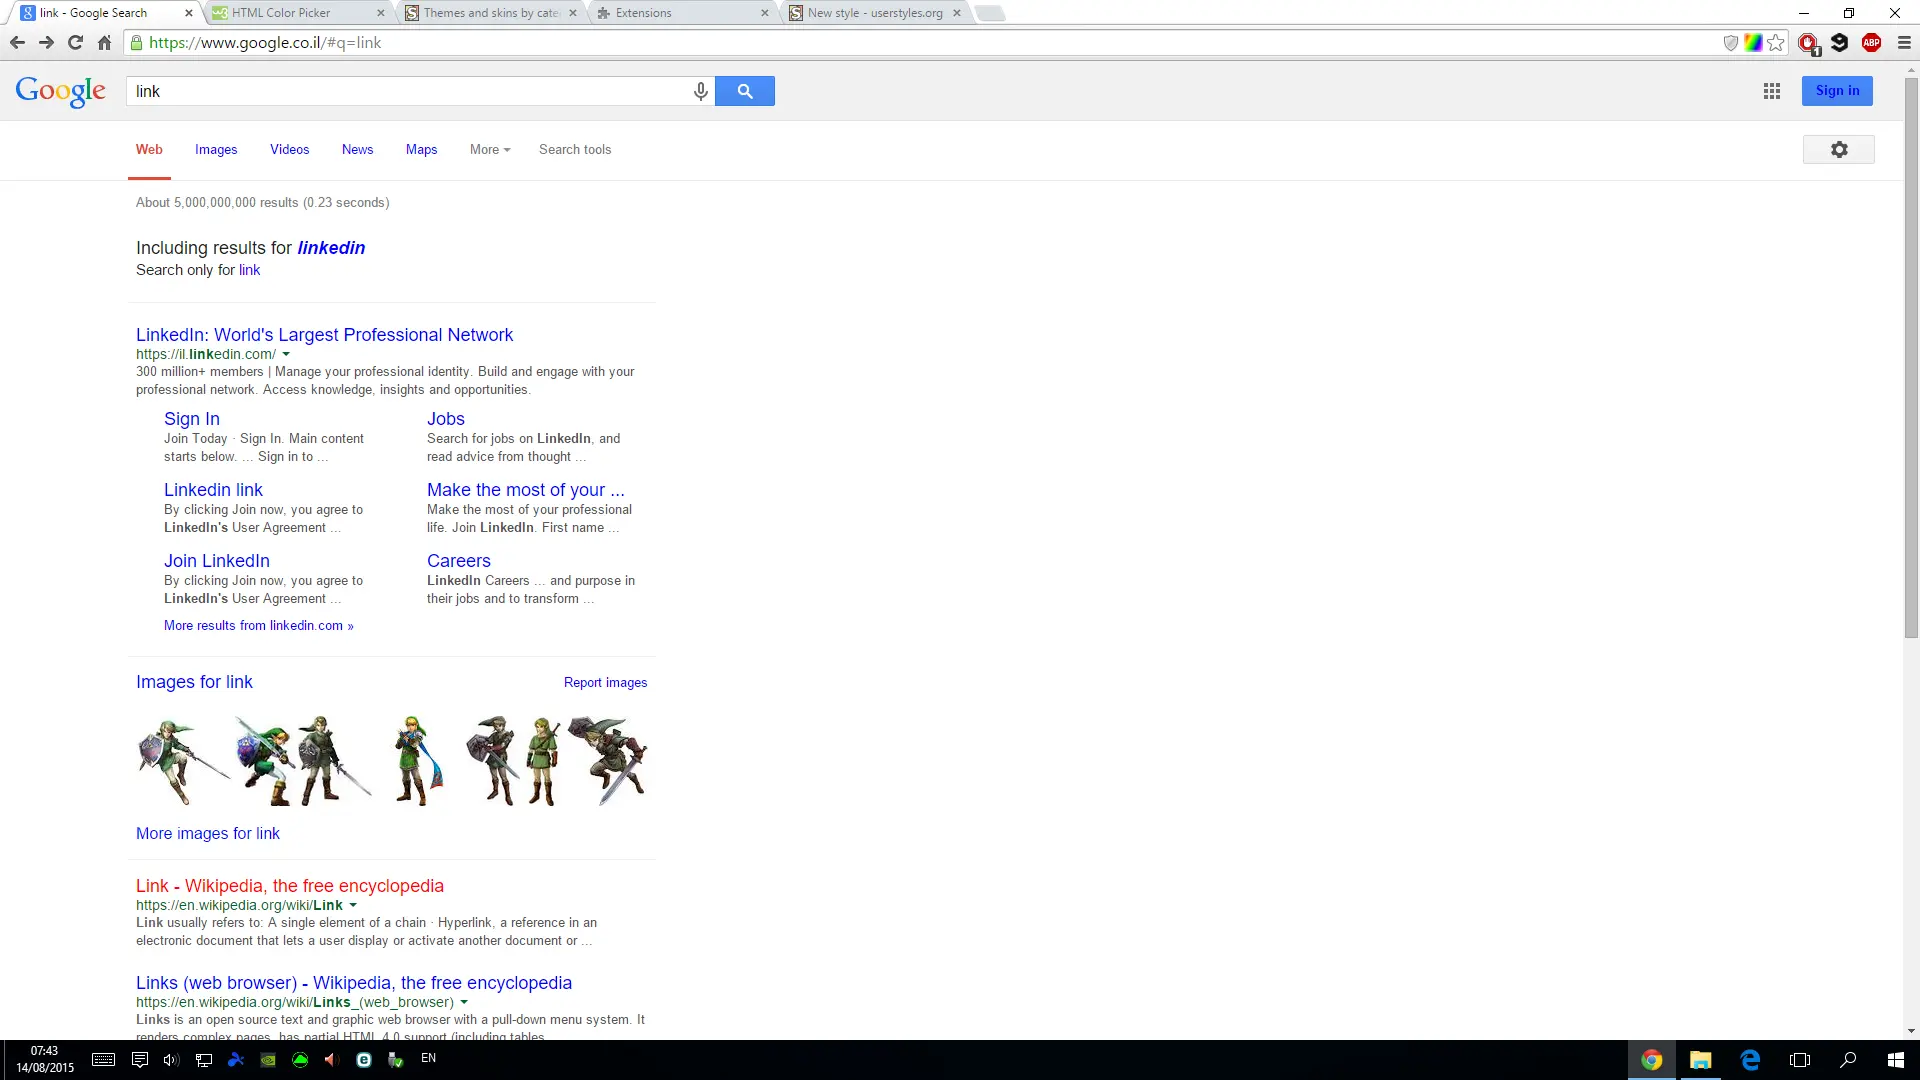 link - Google Search
HTML Color Picker
Themes and skins by cate
Extensions
New style - userstyles.org
https://www.google.co.il/#q=link
1
9
ABP
Google
link
Sign in
Web
Images
Videos
News
Maps
More
Search tools
About 5,000,000,000 results (0.23 seconds)
Including results for linkedin
Search only for link
LinkedIn: World's Largest Professional Network
https://il.linkedin.com/
300 million+ members | Manage your professional identity. Build and engage with your
professional network. Access knowledge, insights and opportunities.
Sign In
Join Today · Sign In. Main content
starts below. ... Sign in to ...
Jobs
Search for jobs on LinkedIn, and
read advice from thought ...
Linkedin link
By clicking Join now, you agree to
LinkedIn's User Agreement ...
Make the most of your ...
Make the most of your professional
life. Join LinkedIn. First name ...
Join LinkedIn
By clicking Join now, you agree to
LinkedIn's User Agreement ...
Careers
LinkedIn Careers ... and purpose in
their jobs and to transform ...
More results from linkedin.com »
Images for link
Report images
More images for link
Link - Wikipedia, the free encyclopedia
https://en.wikipedia.org/wiki/Link
Link usually refers to: A single element of a chain · Hyperlink, a reference in an
electronic document that lets a user display or activate another document or ...
Links (web browser) - Wikipedia, the free encyclopedia
https://en.wikipedia.org/wiki/Links_(web_browser)
Links is an open source text and graphic web browser with a pull-down menu system. It
renders complex pages, has partial HTML 4.0 support (including tables
07:43
14/08/2015
EN